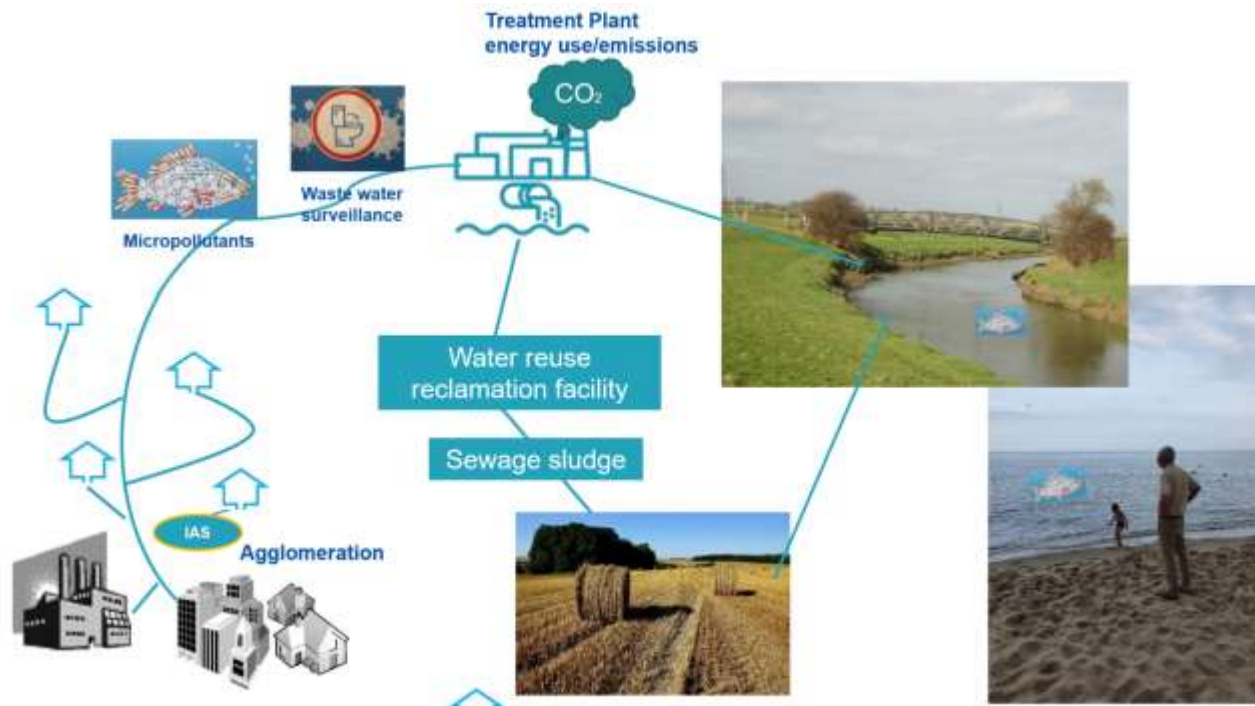 Treatment Plant
energy use/emissions
CO₂
Waste water
surveillance
Micropollutants
Water reuse
reclamation facility
Sewage sludge
IAS
Agglomeration